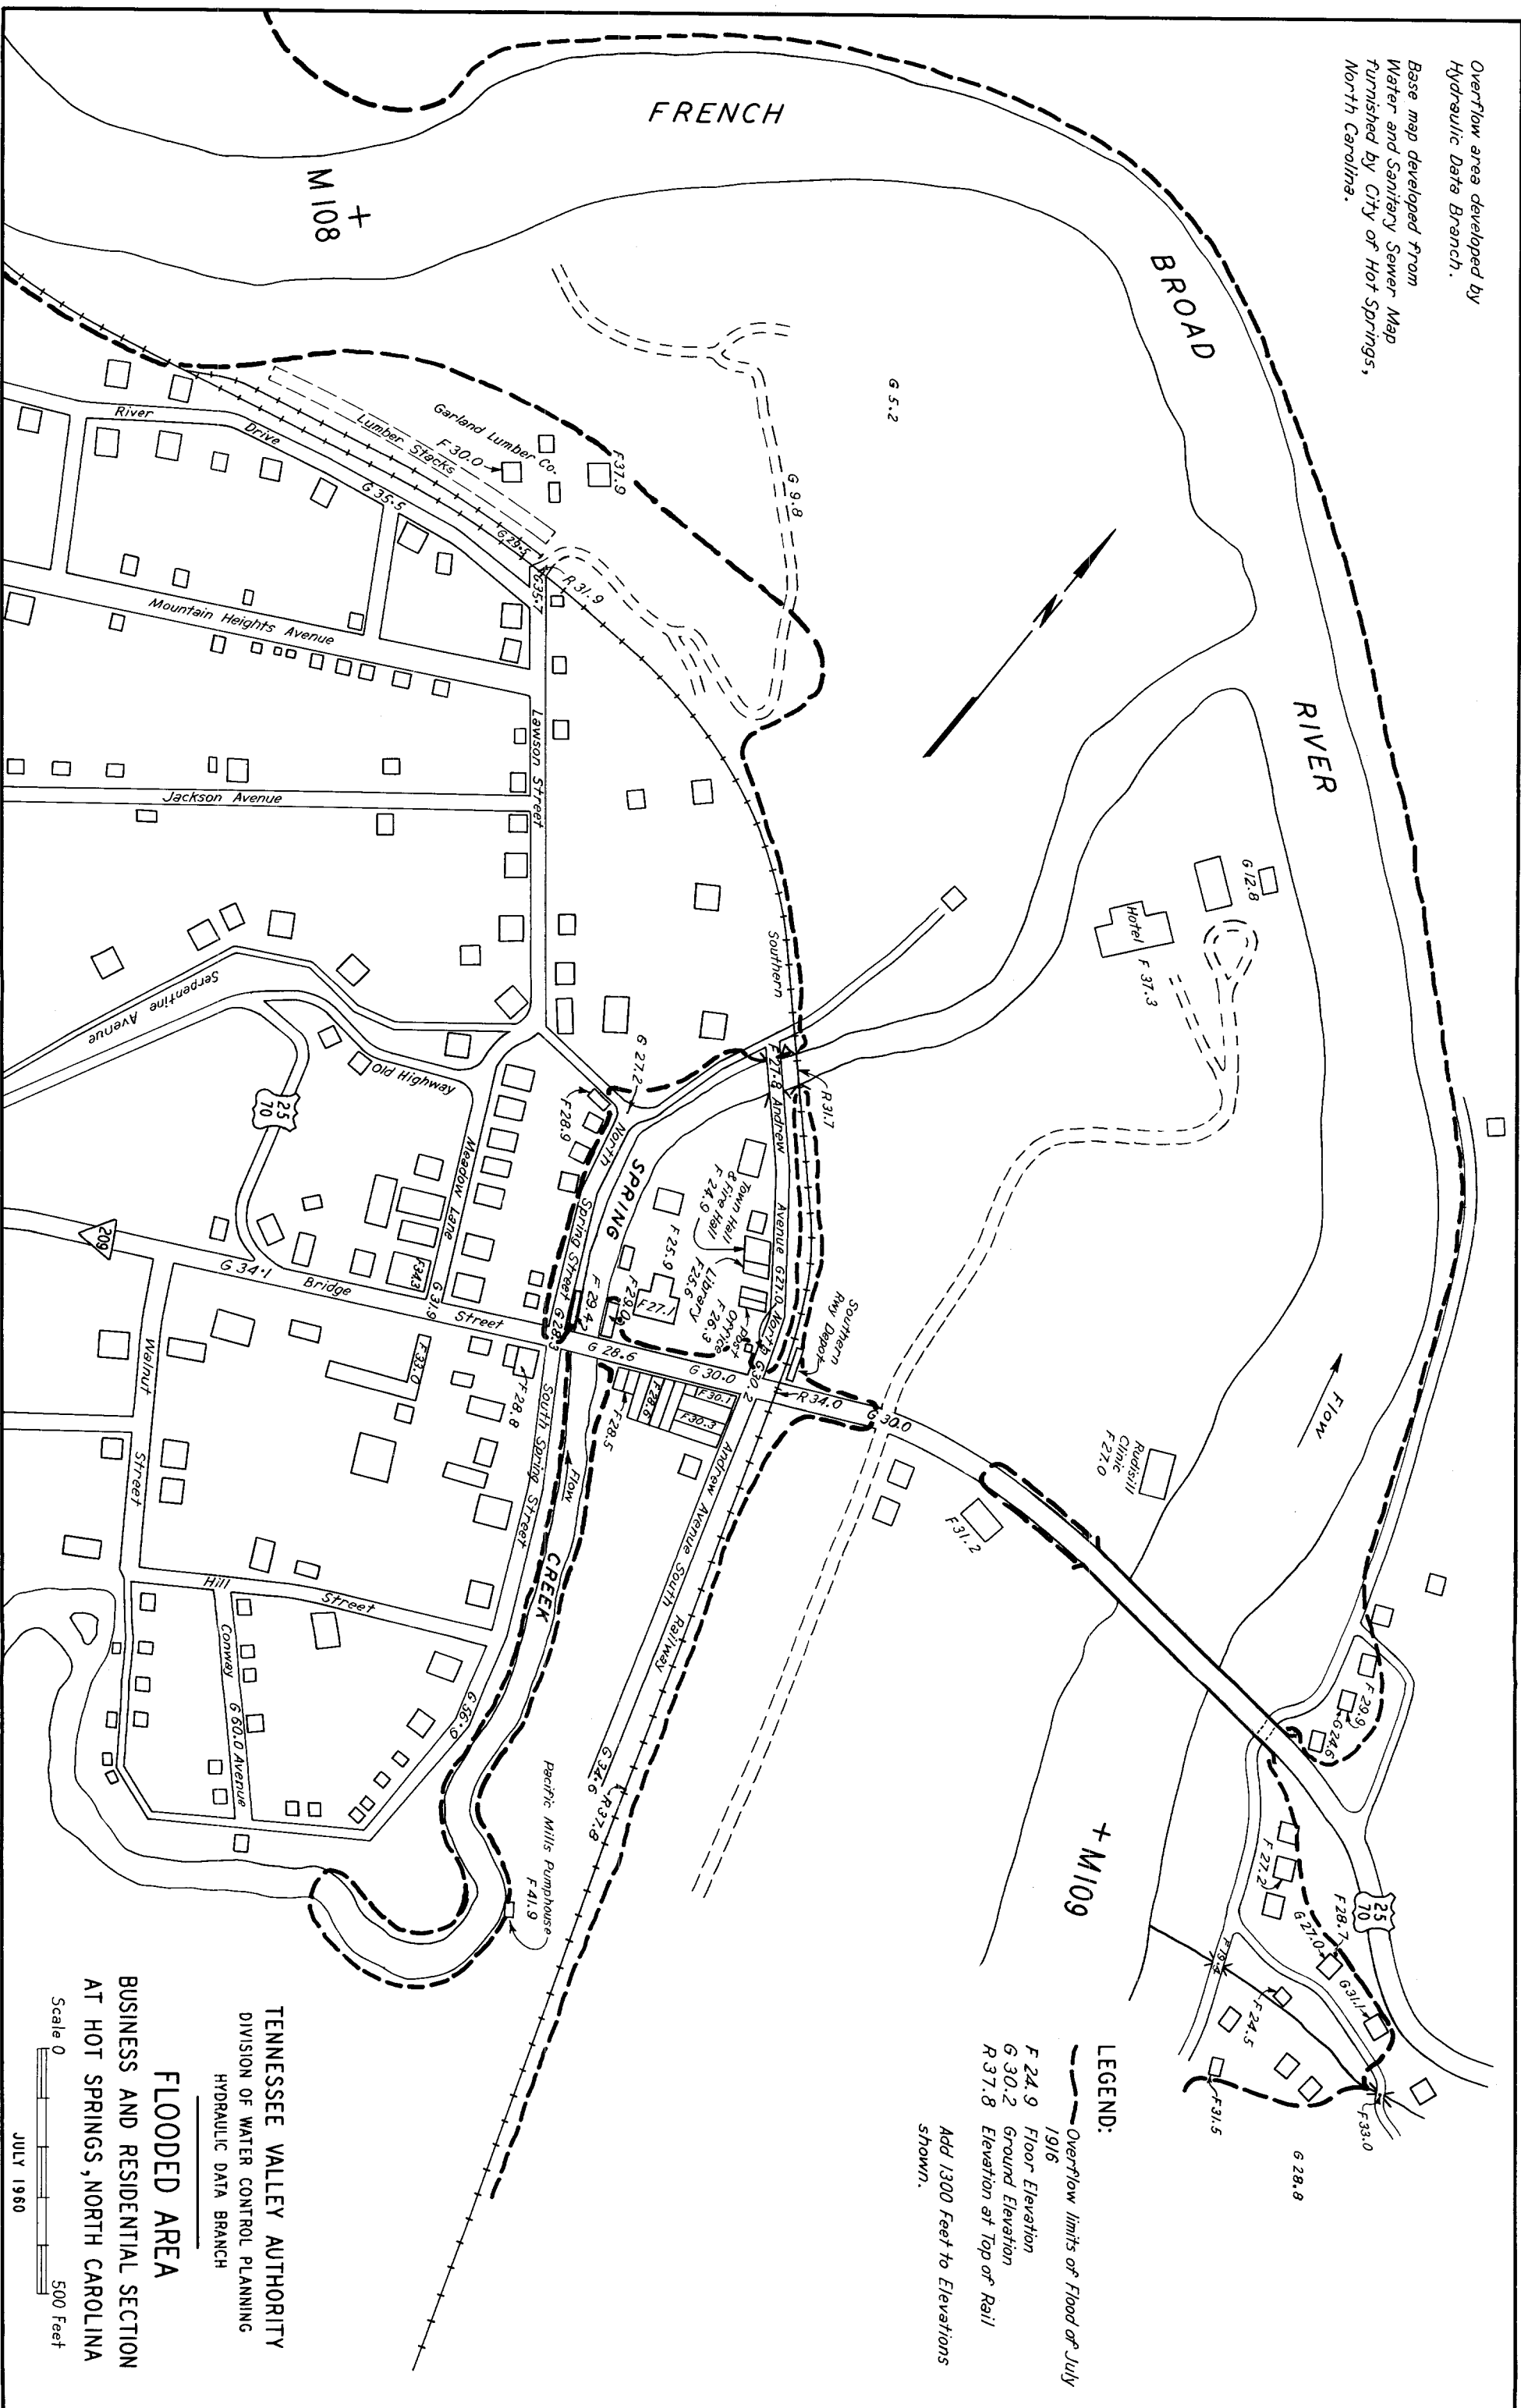 Overflow area developed by
Hydraulic Data Branch.
Base map developed from
Water and Sanitary Sewer Map
furnished by City of Hot Springs,
North Carolina.
FRENCH
BROAD
RIVER
M 108
G 5.2
G 9.8
F 37.9
Garland Lumber Co.
F 30.0
Lumber Stacks
River
Drive
G 35.5
G 29.5
R 31.9
G 35.7
Mountain Heights Avenue
Lawson Street
Jackson Avenue
N
G 12.8
Hotel F 37.3
Southern
Serpentine Avenue
Old Highway
25
70
G 27.2
F 28.9
F 27.8
Andrew
R 31.7
North
SPRING
Spring Street
G 28.3
Meadow Lane
Town Hall
& Fire Hall
F 24.9
Avenue
G 27.0
North
G 30.2
Library
F 25.6
Post
Office
F 26.3
F 25.9
F 27.1
F 29.0
F 29.4
Southern
Rwy Depot
209
G 34.1
Bridge
F 34.3
G 31.9
Street
G 28.6
G 30.0
R 34.0
G 30.0
F 33.0
F 28.8
F 28.5
F 28.6
F 30.1
F 30.3
Walnut
Street
South Spring Street
Flow
CREEK
Andrew Avenue South
Railway
F 31.2
Rudisill
Clinic
F 27.0
Flow
Hill
Street
Conway
G 60.0 Avenue
G 56.9
G 34.6
R 37.8
Pacific Mills Pumphouse
F 41.9
F 29.9
G 24.6
+ M 109
F 27.2
25
70
F 28.7
G 27.0
G 31.1
F 19.4
F 24.5
F 31.5
F 33.0
G 28.8
LEGEND:
Overflow limits of Flood of July
1916
F 24.9 Floor Elevation
G 30.2 Ground Elevation
R 37.8 Elevation at Top of Rail
Add 1300 Feet to Elevations
shown.
TENNESSEE VALLEY AUTHORITY
DIVISION OF WATER CONTROL PLANNING
HYDRAULIC DATA BRANCH
FLOODED AREA
BUSINESS AND RESIDENTIAL SECTION
AT HOT SPRINGS, NORTH CAROLINA
Scale 0 500 Feet
JULY 1960